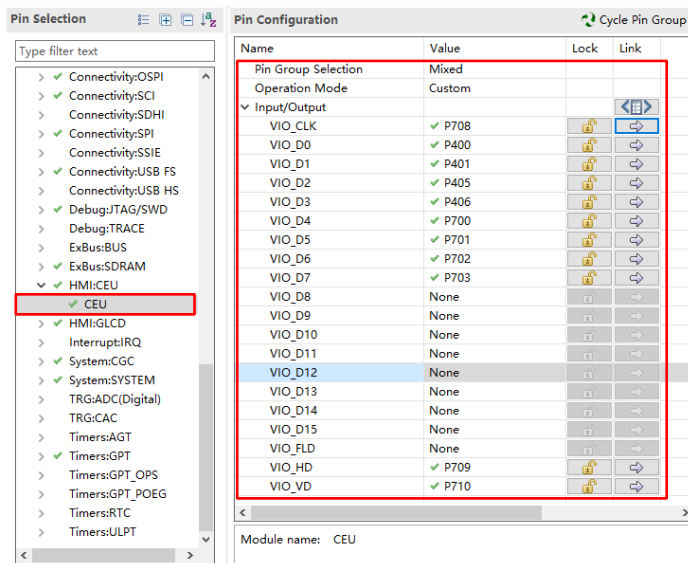 Pin Selection
Type filter text
Connectivity:OSPI
Connectivity:SCI
Connectivity:SDHI
Connectivity:SPI
Connectivity:SSIE
Connectivity:USB FS
Connectivity:USB HS
Debug:JTAG/SWD
Debug:TRACE
ExBus:BUS
ExBus:SDRAM
HMI:CEU
CEU
HMI:GLCD
Interrupt:IRQ
System:CGC
System:SYSTEM
TRG:ADC(Digital)
TRG:CAC
Timers:AGT
Timers:GPT
Timers:GPT_OPS
Timers:GPT_POEG
Timers:RTC
Timers:ULPT
Pin Configuration Cycle Pin Group
Name Value Lock Link
Pin Group Selection Mixed
Operation Mode Custom
Input/Output
VIO_CLK P708
VIO_D0 P400
VIO_D1 P401
VIO_D2 P405
VIO_D3 P406
VIO_D4 P700
VIO_D5 P701
VIO_D6 P702
VIO_D7 P703
VIO_D8 None
VIO_D9 None
VIO_D10 None
VIO_D11 None
VIO_D12 None
VIO_D13 None
VIO_D14 None
VIO_D15 None
VIO_FLD None
VIO_HD P709
VIO_VD P710
Module name: CEU